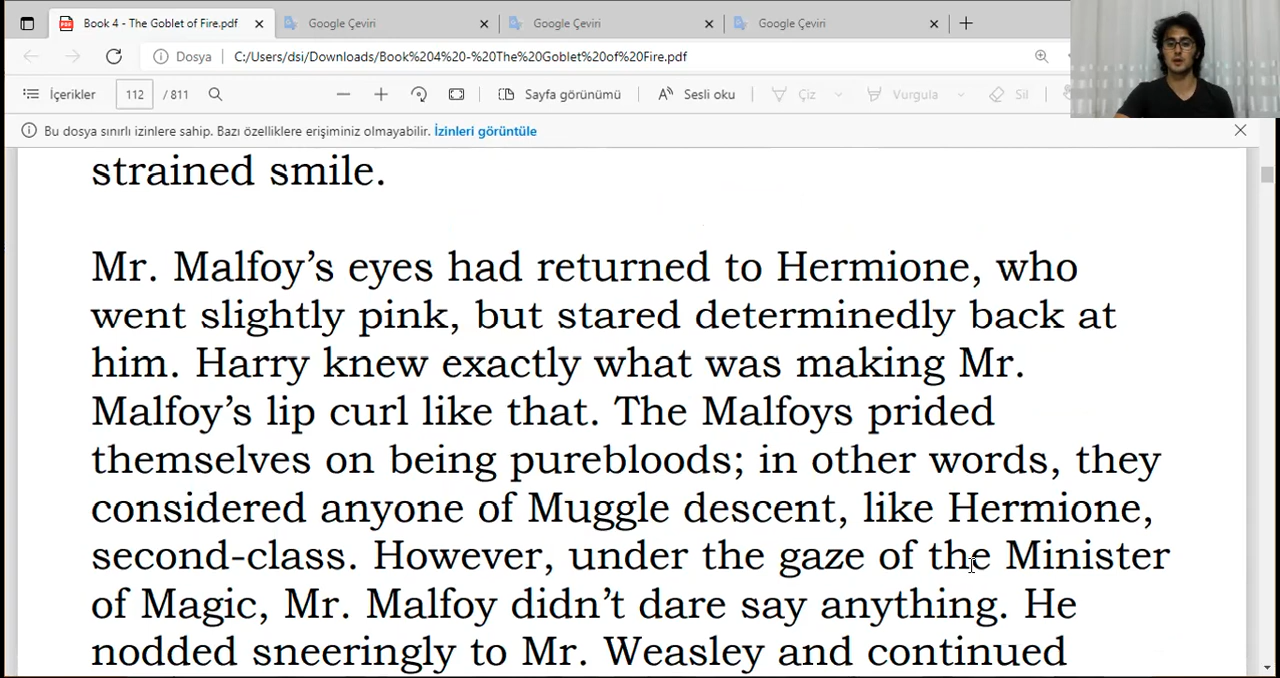 Book 4 - The Goblet of Fire.pdf
Google Çeviri
Google Çeviri
Google Çeviri
Dosya
C:/Users/dsi/Downloads/Book%204%20-%20The%20Goblet%20of%20Fire.pdf
İçerikler
112 / 811
Sayfa görünümü
Sesli oku
Çiz
Vurgula
Sil
Bu dosya sınırlı izinlere sahip. Bazı özelliklere erişiminiz olmayabilir. İzinleri görüntüle
strained smile.
Mr. Malfoy’s eyes had returned to Hermione, who
went slightly pink, but stared determinedly back at
him. Harry knew exactly what was making Mr.
Malfoy’s lip curl like that. The Malfoys prided
themselves on being purebloods; in other words, they
considered anyone of Muggle descent, like Hermione,
second-class. However, under the gaze of the Minister
of Magic, Mr. Malfoy didn’t dare say anything. He
nodded sneeringly to Mr. Weasley and continued